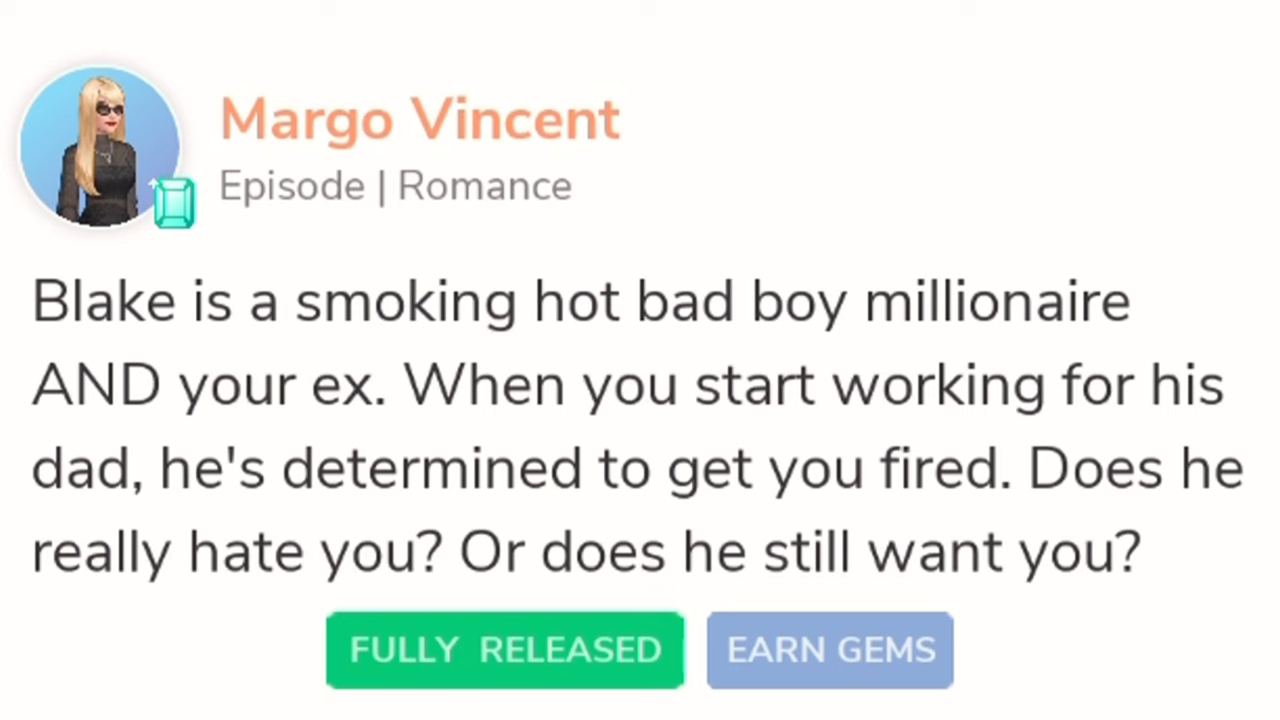 Margo Vincent
Episode | Romance
Blake is a smoking hot bad boy millionaire
AND your ex. When you start working for his
dad, he's determined to get you fired. Does he
really hate you? Or does he still want you?
FULLY RELEASED
EARN GEMS